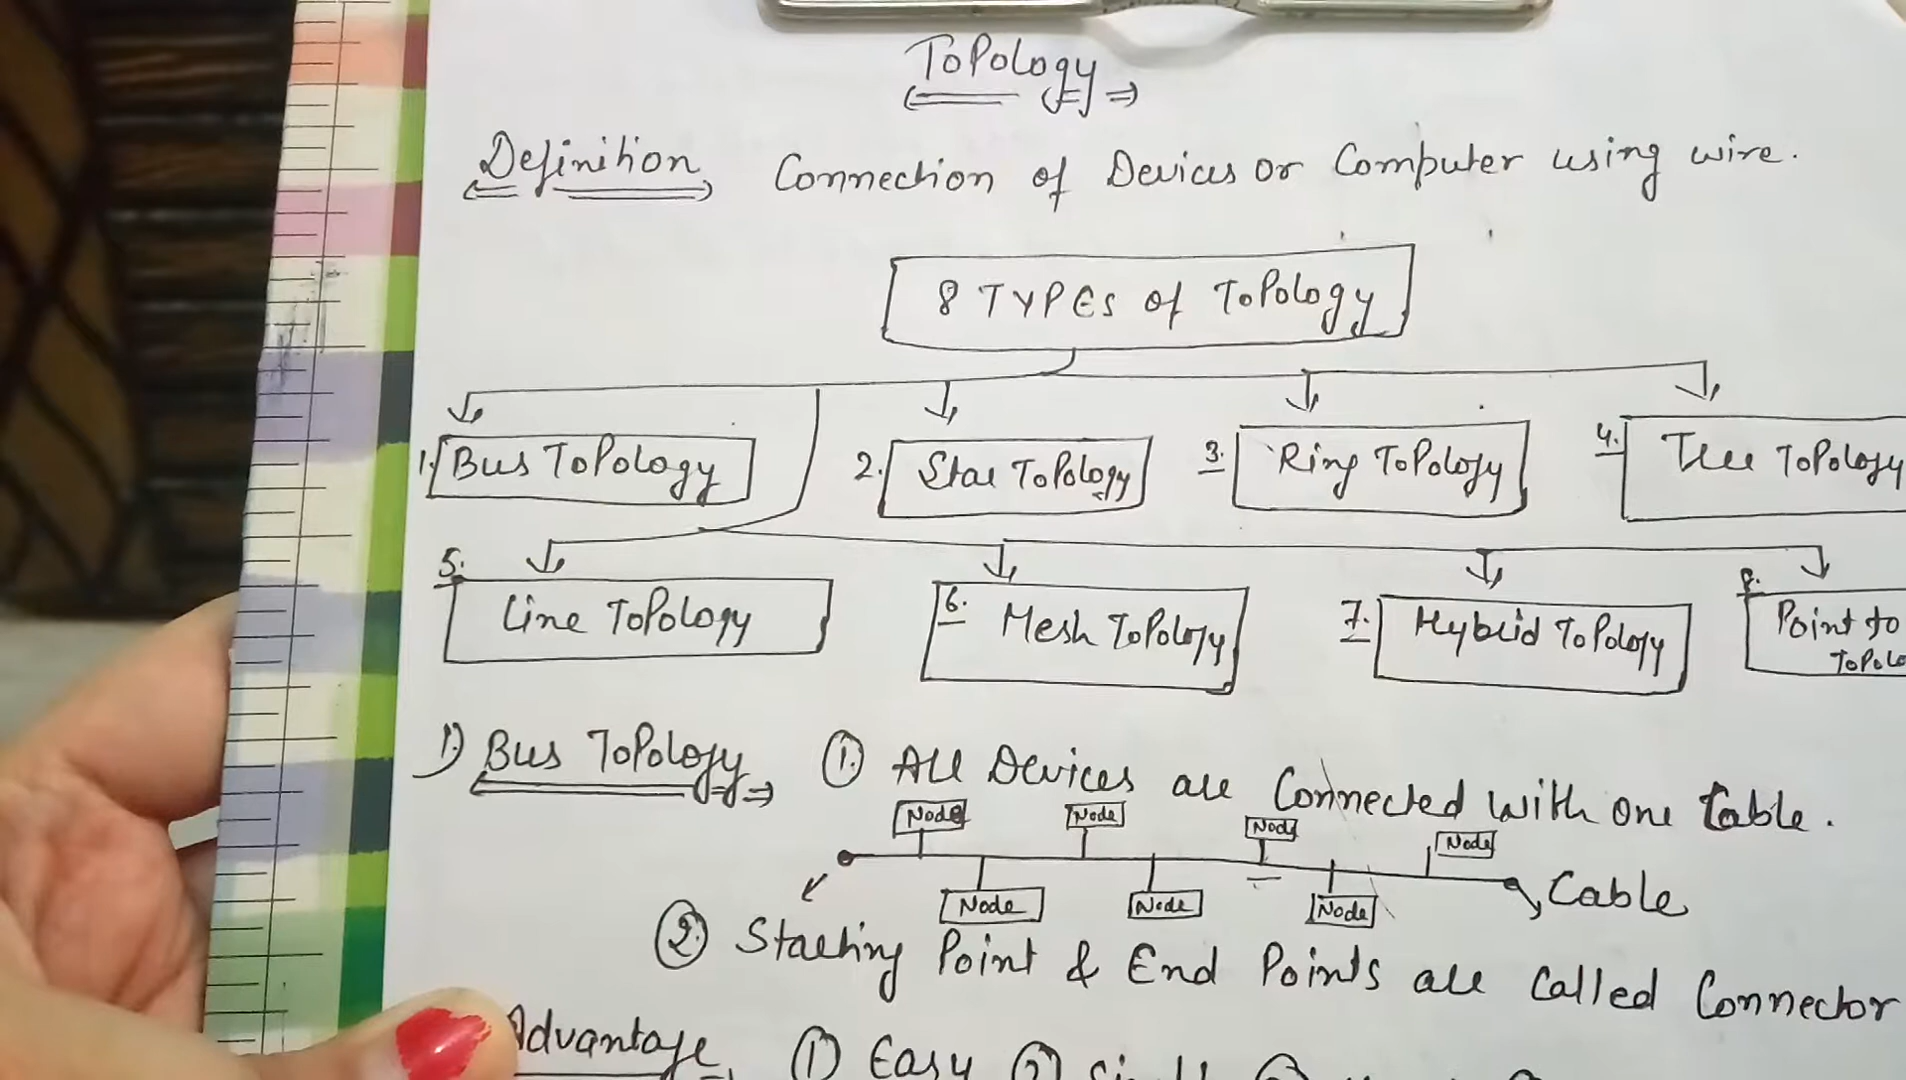 Topology
Definition Connection of Devices or Computer using wire.
8 TYPES of Topology
1. Bus Topology 2. Star Topology 3. Ring Topology 4. Tree Topology
5. Line Topology 6. Mesh Topology 7. Hybrid Topology 8. Point to
Topolo
1) Bus Topology ① All Devices are Connected with one Cable.
Node Node Node Node
Cable
Node Node Node
② Starting Point & End Points are called Connector
Advantage ① Easy ②